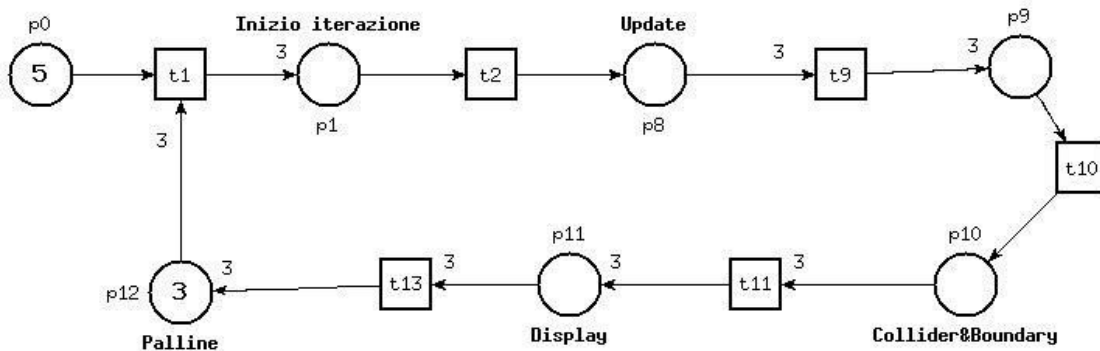 p0
Inizio iterazione
Update
p9
5
t1
3
t2
3
t9
3
p1
p8
3
t10
p11
p10
p12
3
3
t13
3
3
t11
3
Palline
Display
Collider&Boundary